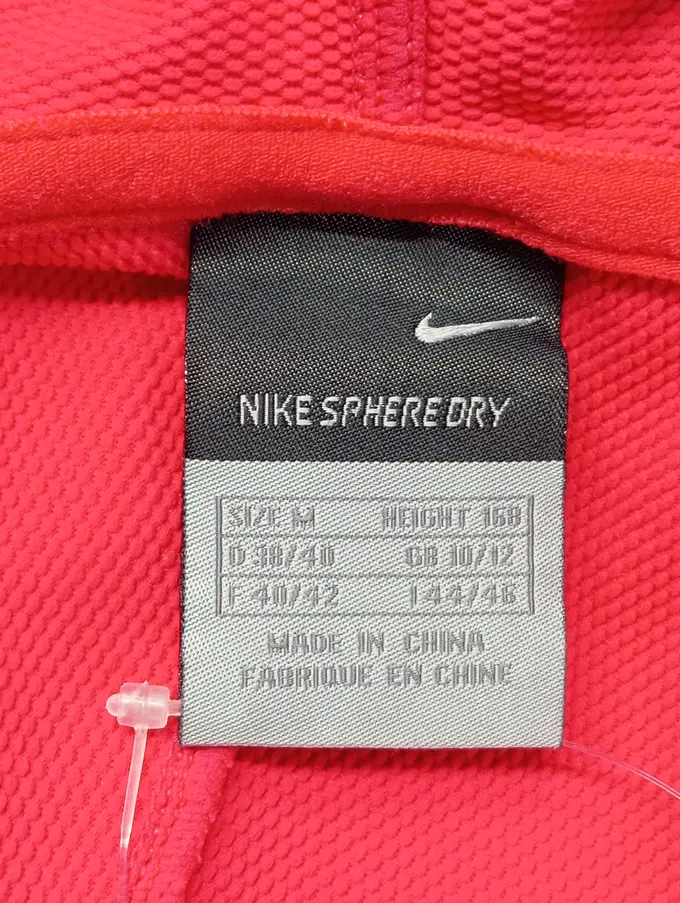 NIKE SPHERE DRY
SIZE M HEIGHT 168
D 38/40 GB 10/12
F 40/42 I 44/46
MADE IN CHINA
FABRIQUE EN CHINE